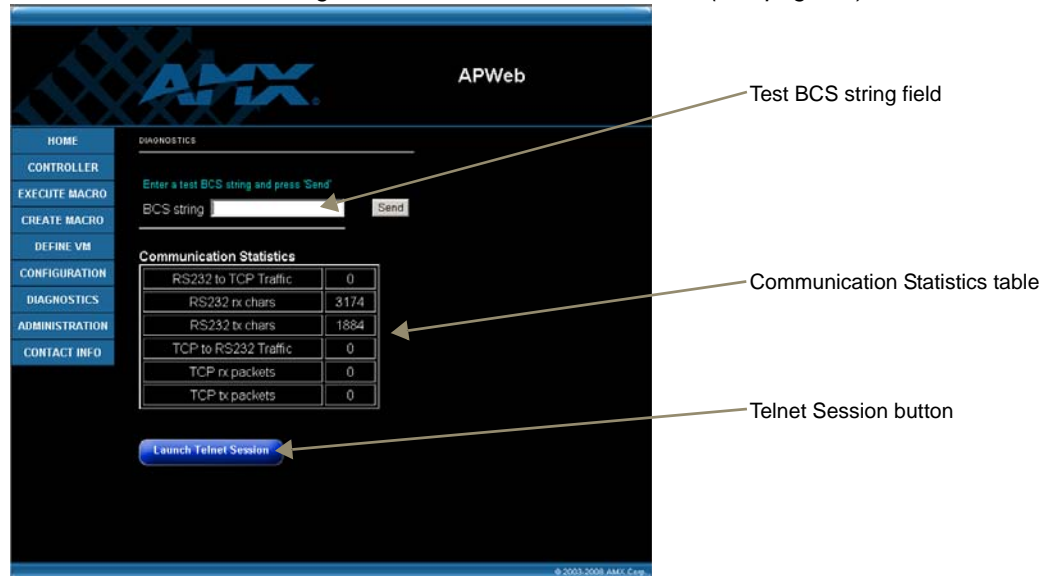 AMX
APWeb
Test BCS string field
HOME
CONTROLLER
EXECUTE MACRO
CREATE MACRO
DEFINE VM
CONFIGURATION
DIAGNOSTICS
ADMINISTRATION
CONTACT INFO
DIAGNOSTICS
Enter a test BCS string and press 'Send'
BCS string
Send
Communication Statistics
RS232 to TCP Traffic 0
RS232 rx chars 3174
RS232 tx chars 1884
TCP to RS232 Traffic 0
TCP rx packets 0
TCP tx packets 0
Communication Statistics table
Launch Telnet Session
Telnet Session button
© 2003-2008 AMX Corp.